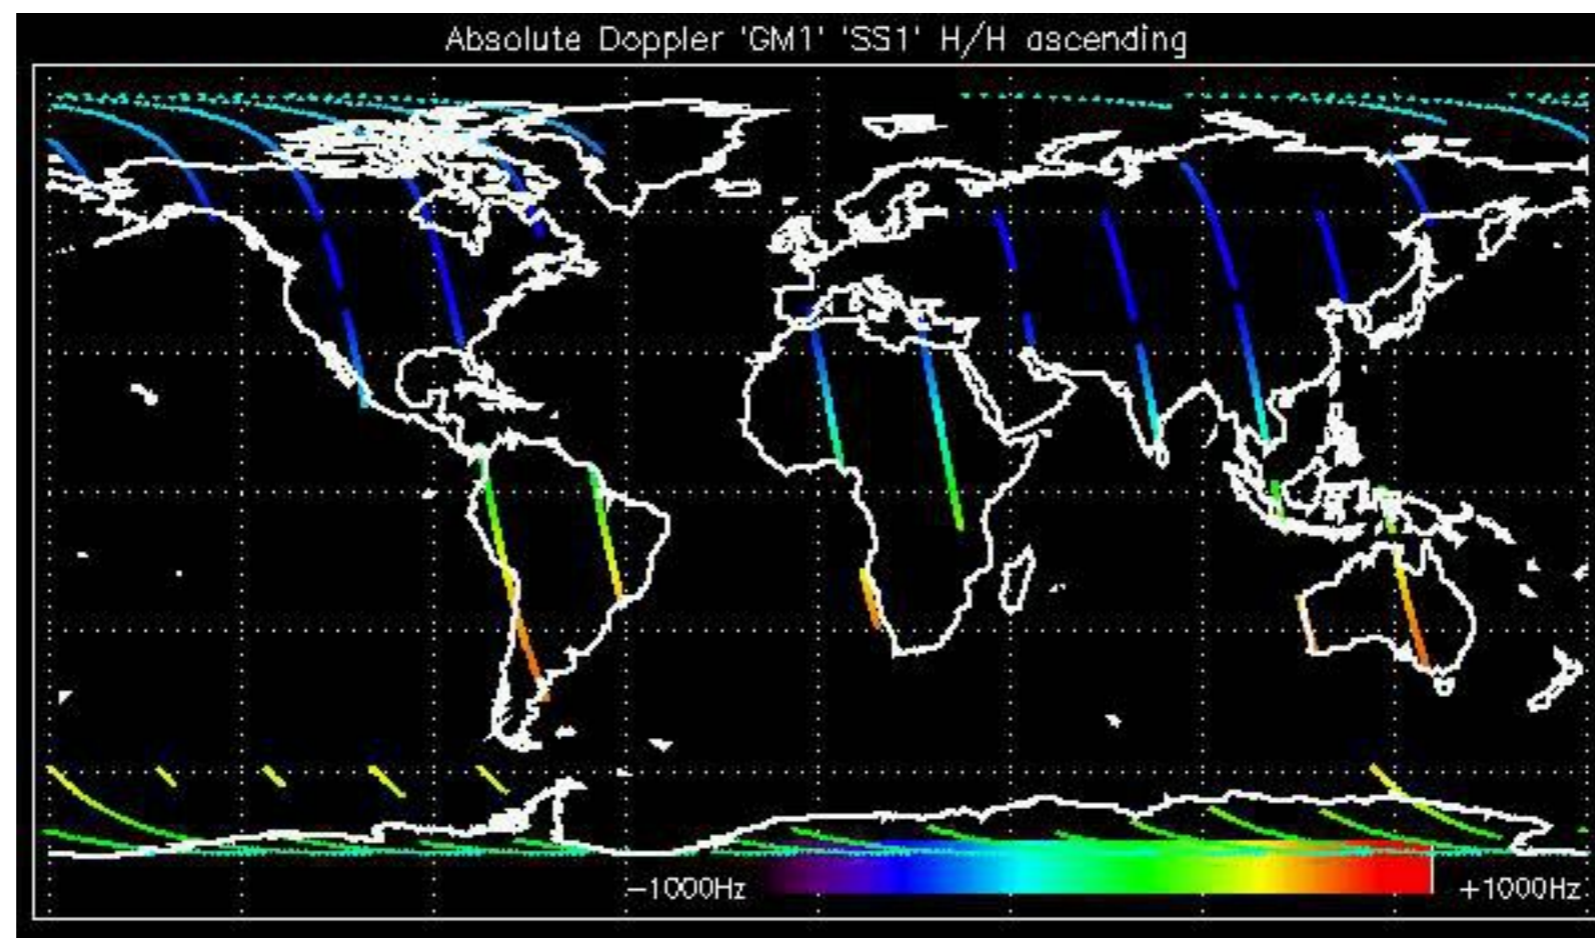 Absolute Doppler 'GM1' 'SS1' H/H ascending
−1000Hz
+1000Hz